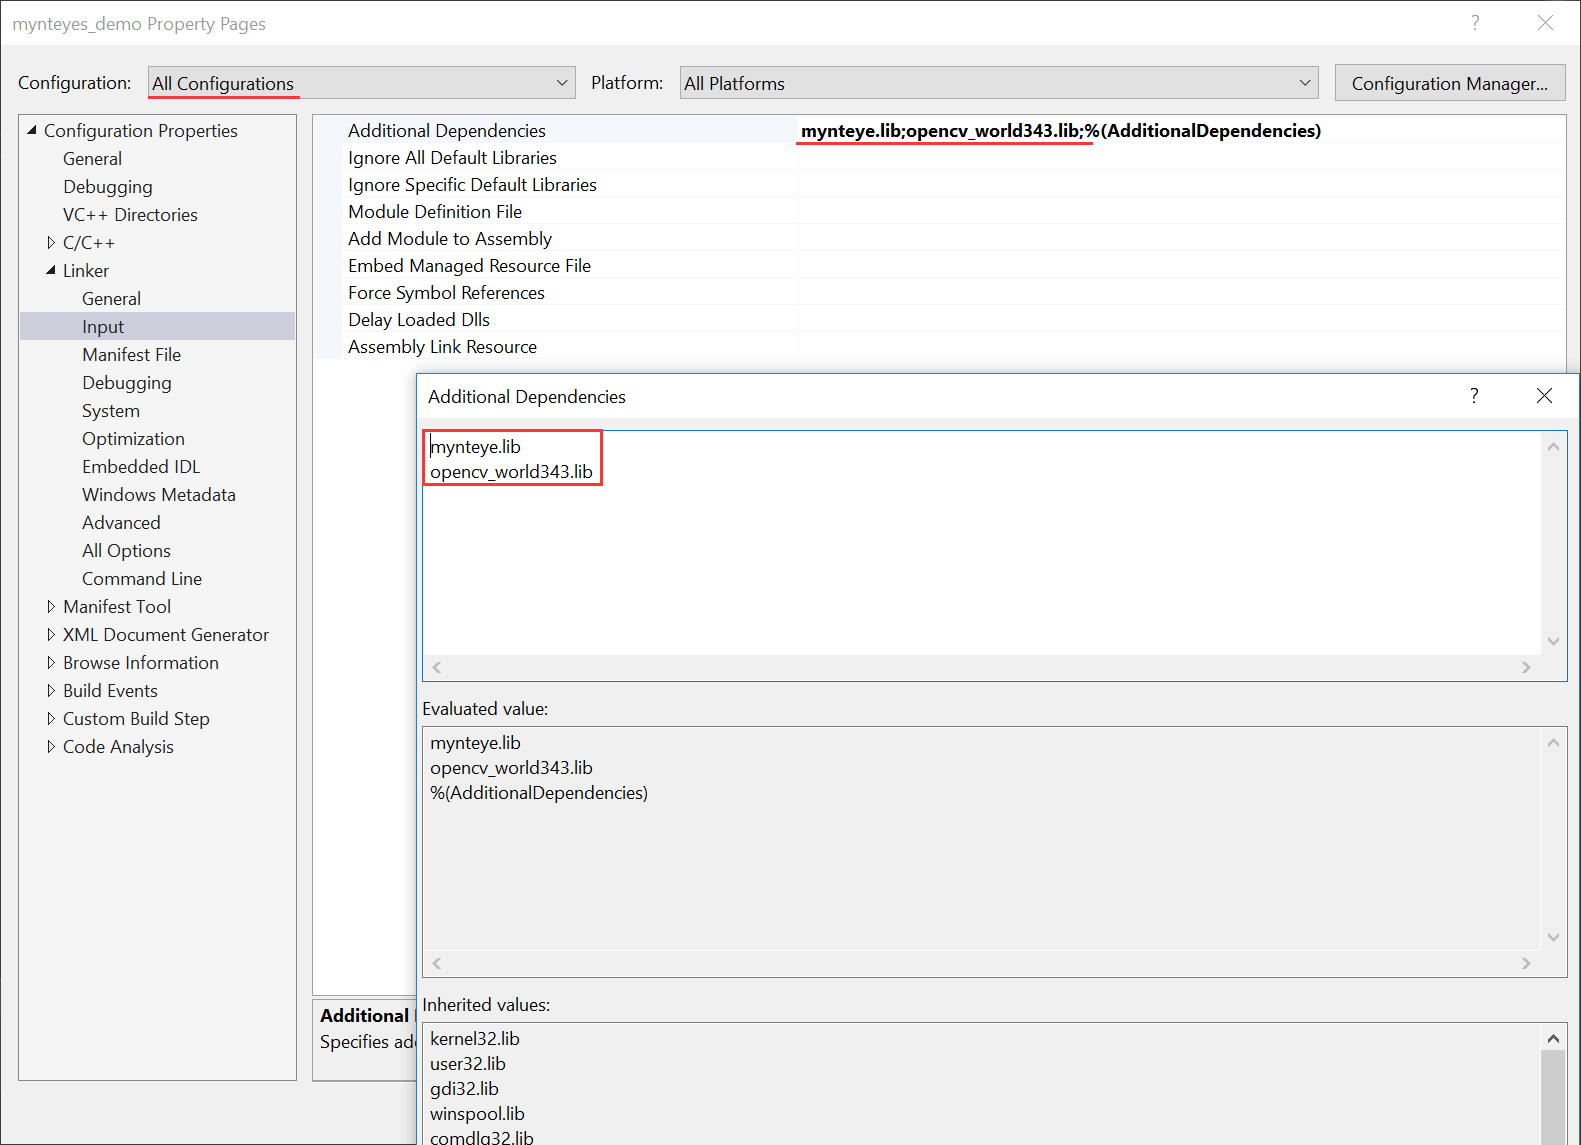 mynteyes_demo Property Pages
Configuration: All Configurations Platform: All Platforms Configuration Manager...
Configuration Properties
General
Debugging
VC++ Directories
C/C++
Linker
General
Input
Manifest File
Debugging
System
Optimization
Embedded IDL
Windows Metadata
Advanced
All Options
Command Line
Manifest Tool
XML Document Generator
Browse Information
Build Events
Custom Build Step
Code Analysis
Additional Dependencies mynteye.lib;opencv_world343.lib;%(AdditionalDependencies)
Ignore All Default Libraries
Ignore Specific Default Libraries
Module Definition File
Add Module to Assembly
Embed Managed Resource File
Force Symbol References
Delay Loaded Dlls
Assembly Link Resource
Additional
Specifies
Additional Dependencies
mynteye.lib
opencv_world343.lib
Evaluated value:
mynteye.lib
opencv_world343.lib
%(AdditionalDependencies)
Inherited values:
kernel32.lib
user32.lib
gdi32.lib
winspool.lib
comdlg32.lib